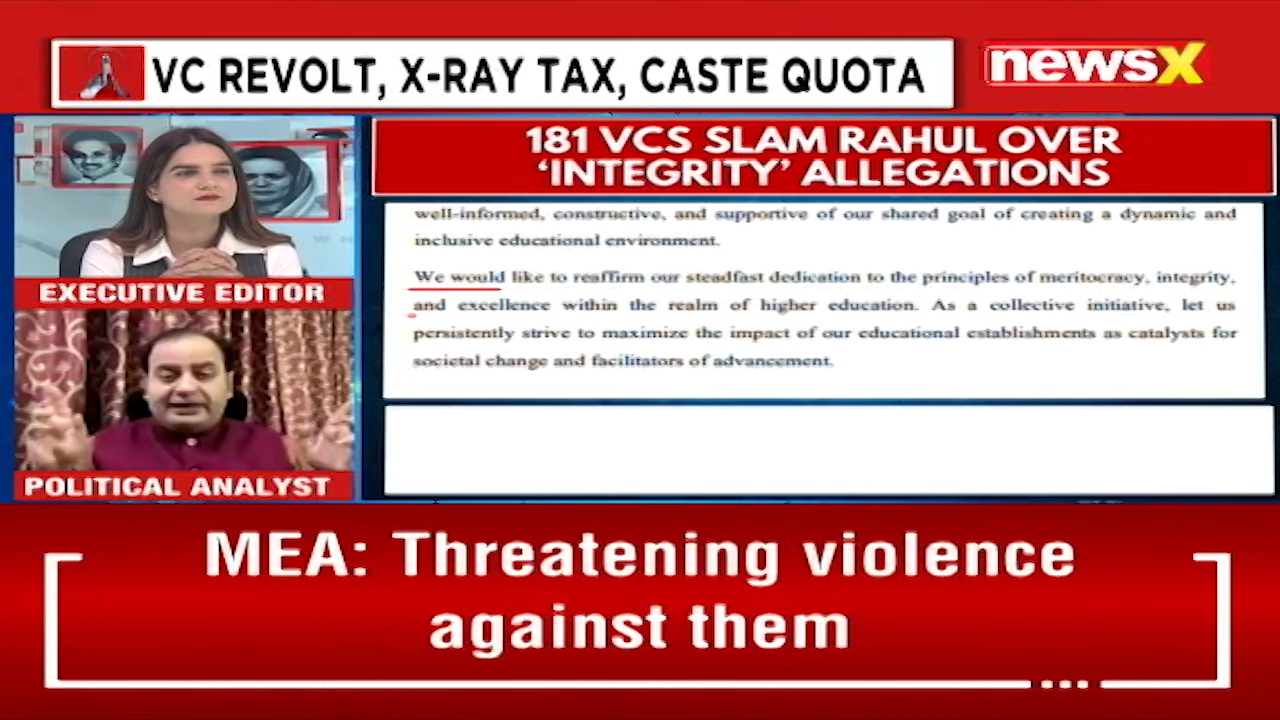 VC REVOLT, X-RAY TAX, CASTE QUOTA
newsX
181 VCS SLAM RAHUL OVER
‘INTEGRITY’ ALLEGATIONS
well-informed, constructive, and supportive of our shared goal of creating a dynamic and
inclusive educational environment.
We would like to reaffirm our steadfast dedication to the principles of meritocracy, integrity,
and excellence within the realm of higher education. As a collective initiative, let us
persistently strive to maximize the impact of our educational establishments as catalysts for
societal change and facilitators of advancement.
EXECUTIVE EDITOR
POLITICAL ANALYST
MEA: Threatening violence
against them